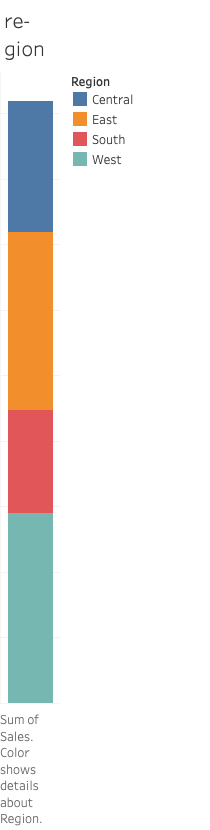 re-
gion
Region
Central
East
South
West
Sum of
Sales.
Color
shows
details
about
Region.